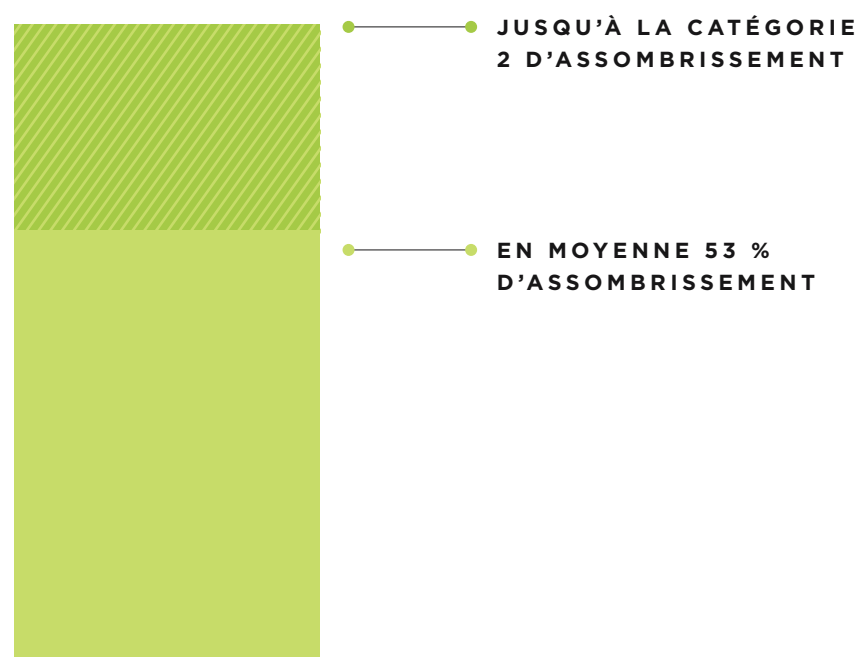 JUSQU’À LA CATÉGORIE
2 D’ASSOMBRISSEMENT
EN MOYENNE 53 %
D’ASSOMBRISSEMENT